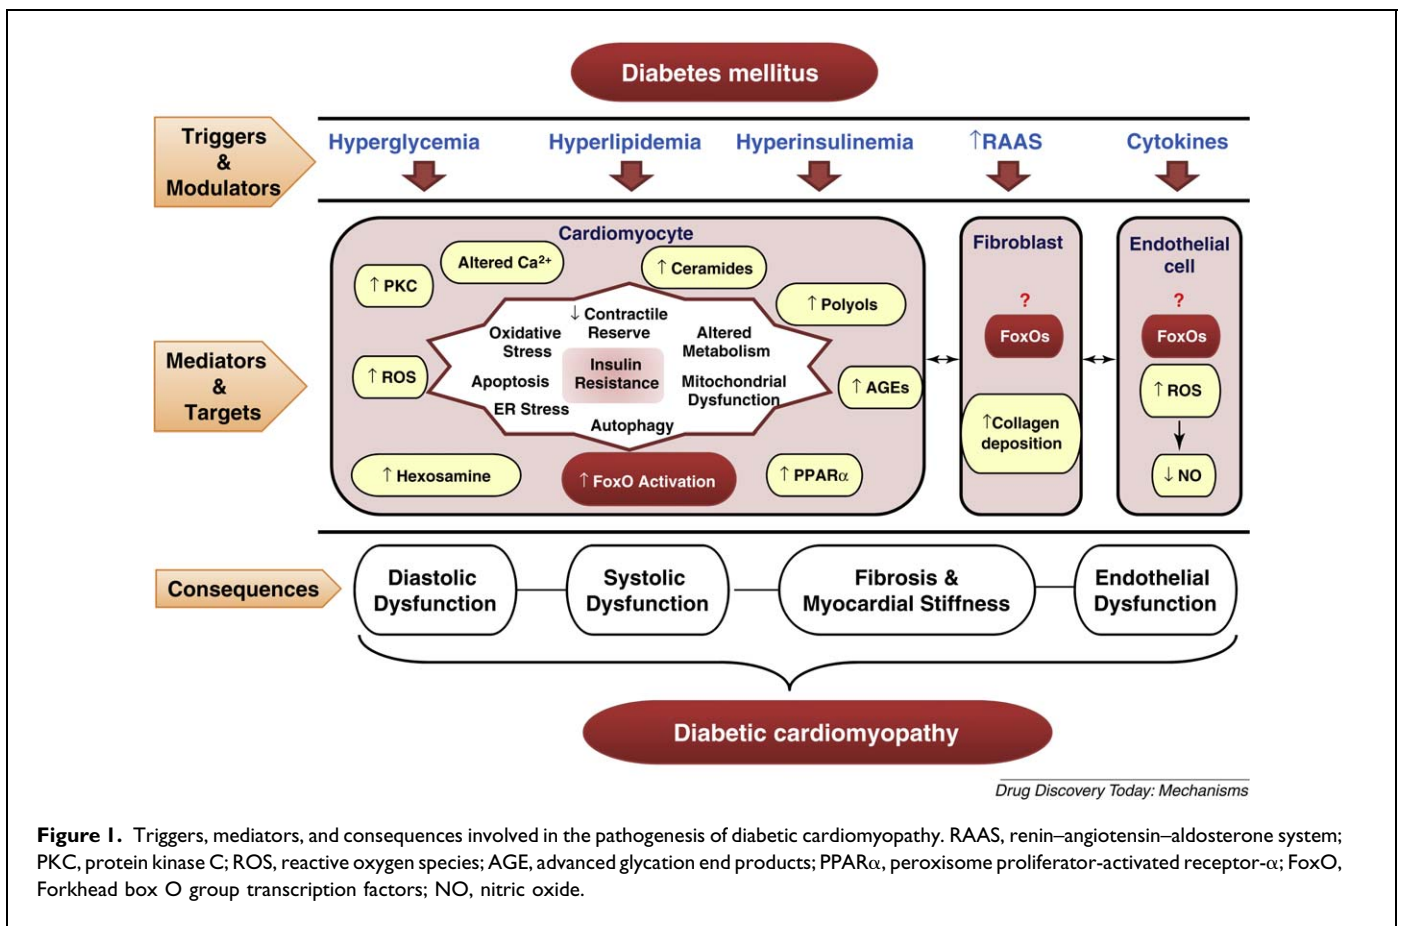 Diabetes mellitus
Triggers
&
Modulators
Hyperglycemia
Hyperlipidemia
Hyperinsulinemia
↑RAAS
Cytokines
Mediators
&
Targets
Cardiomyocyte
↑ PKC
Altered Ca²⁺
↑ Ceramides
↑ Polyols
↑ ROS
↑ AGEs
↑ Hexosamine
↑ FoxO Activation
↑ PPARα
↓ Contractile
Reserve
Oxidative
Stress
Altered
Metabolism
Insulin
Resistance
Apoptosis
Mitochondrial
Dysfunction
ER Stress
Autophagy
Fibroblast
?
FoxOs
↑Collagen
deposition
Endothelial
cell
?
FoxOs
↑ ROS
↓ NO
Consequences
Diastolic
Dysfunction
Systolic
Dysfunction
Fibrosis &
Myocardial Stiffness
Endothelial
Dysfunction
Diabetic cardiomyopathy
Drug Discovery Today: Mechanisms
Figure 1. Triggers, mediators, and consequences involved in the pathogenesis of diabetic cardiomyopathy. RAAS, renin–angiotensin–aldosterone system;
PKC, protein kinase C; ROS, reactive oxygen species; AGE, advanced glycation end products; PPARα, peroxisome proliferator-activated receptor-α; FoxO,
Forkhead box O group transcription factors; NO, nitric oxide.